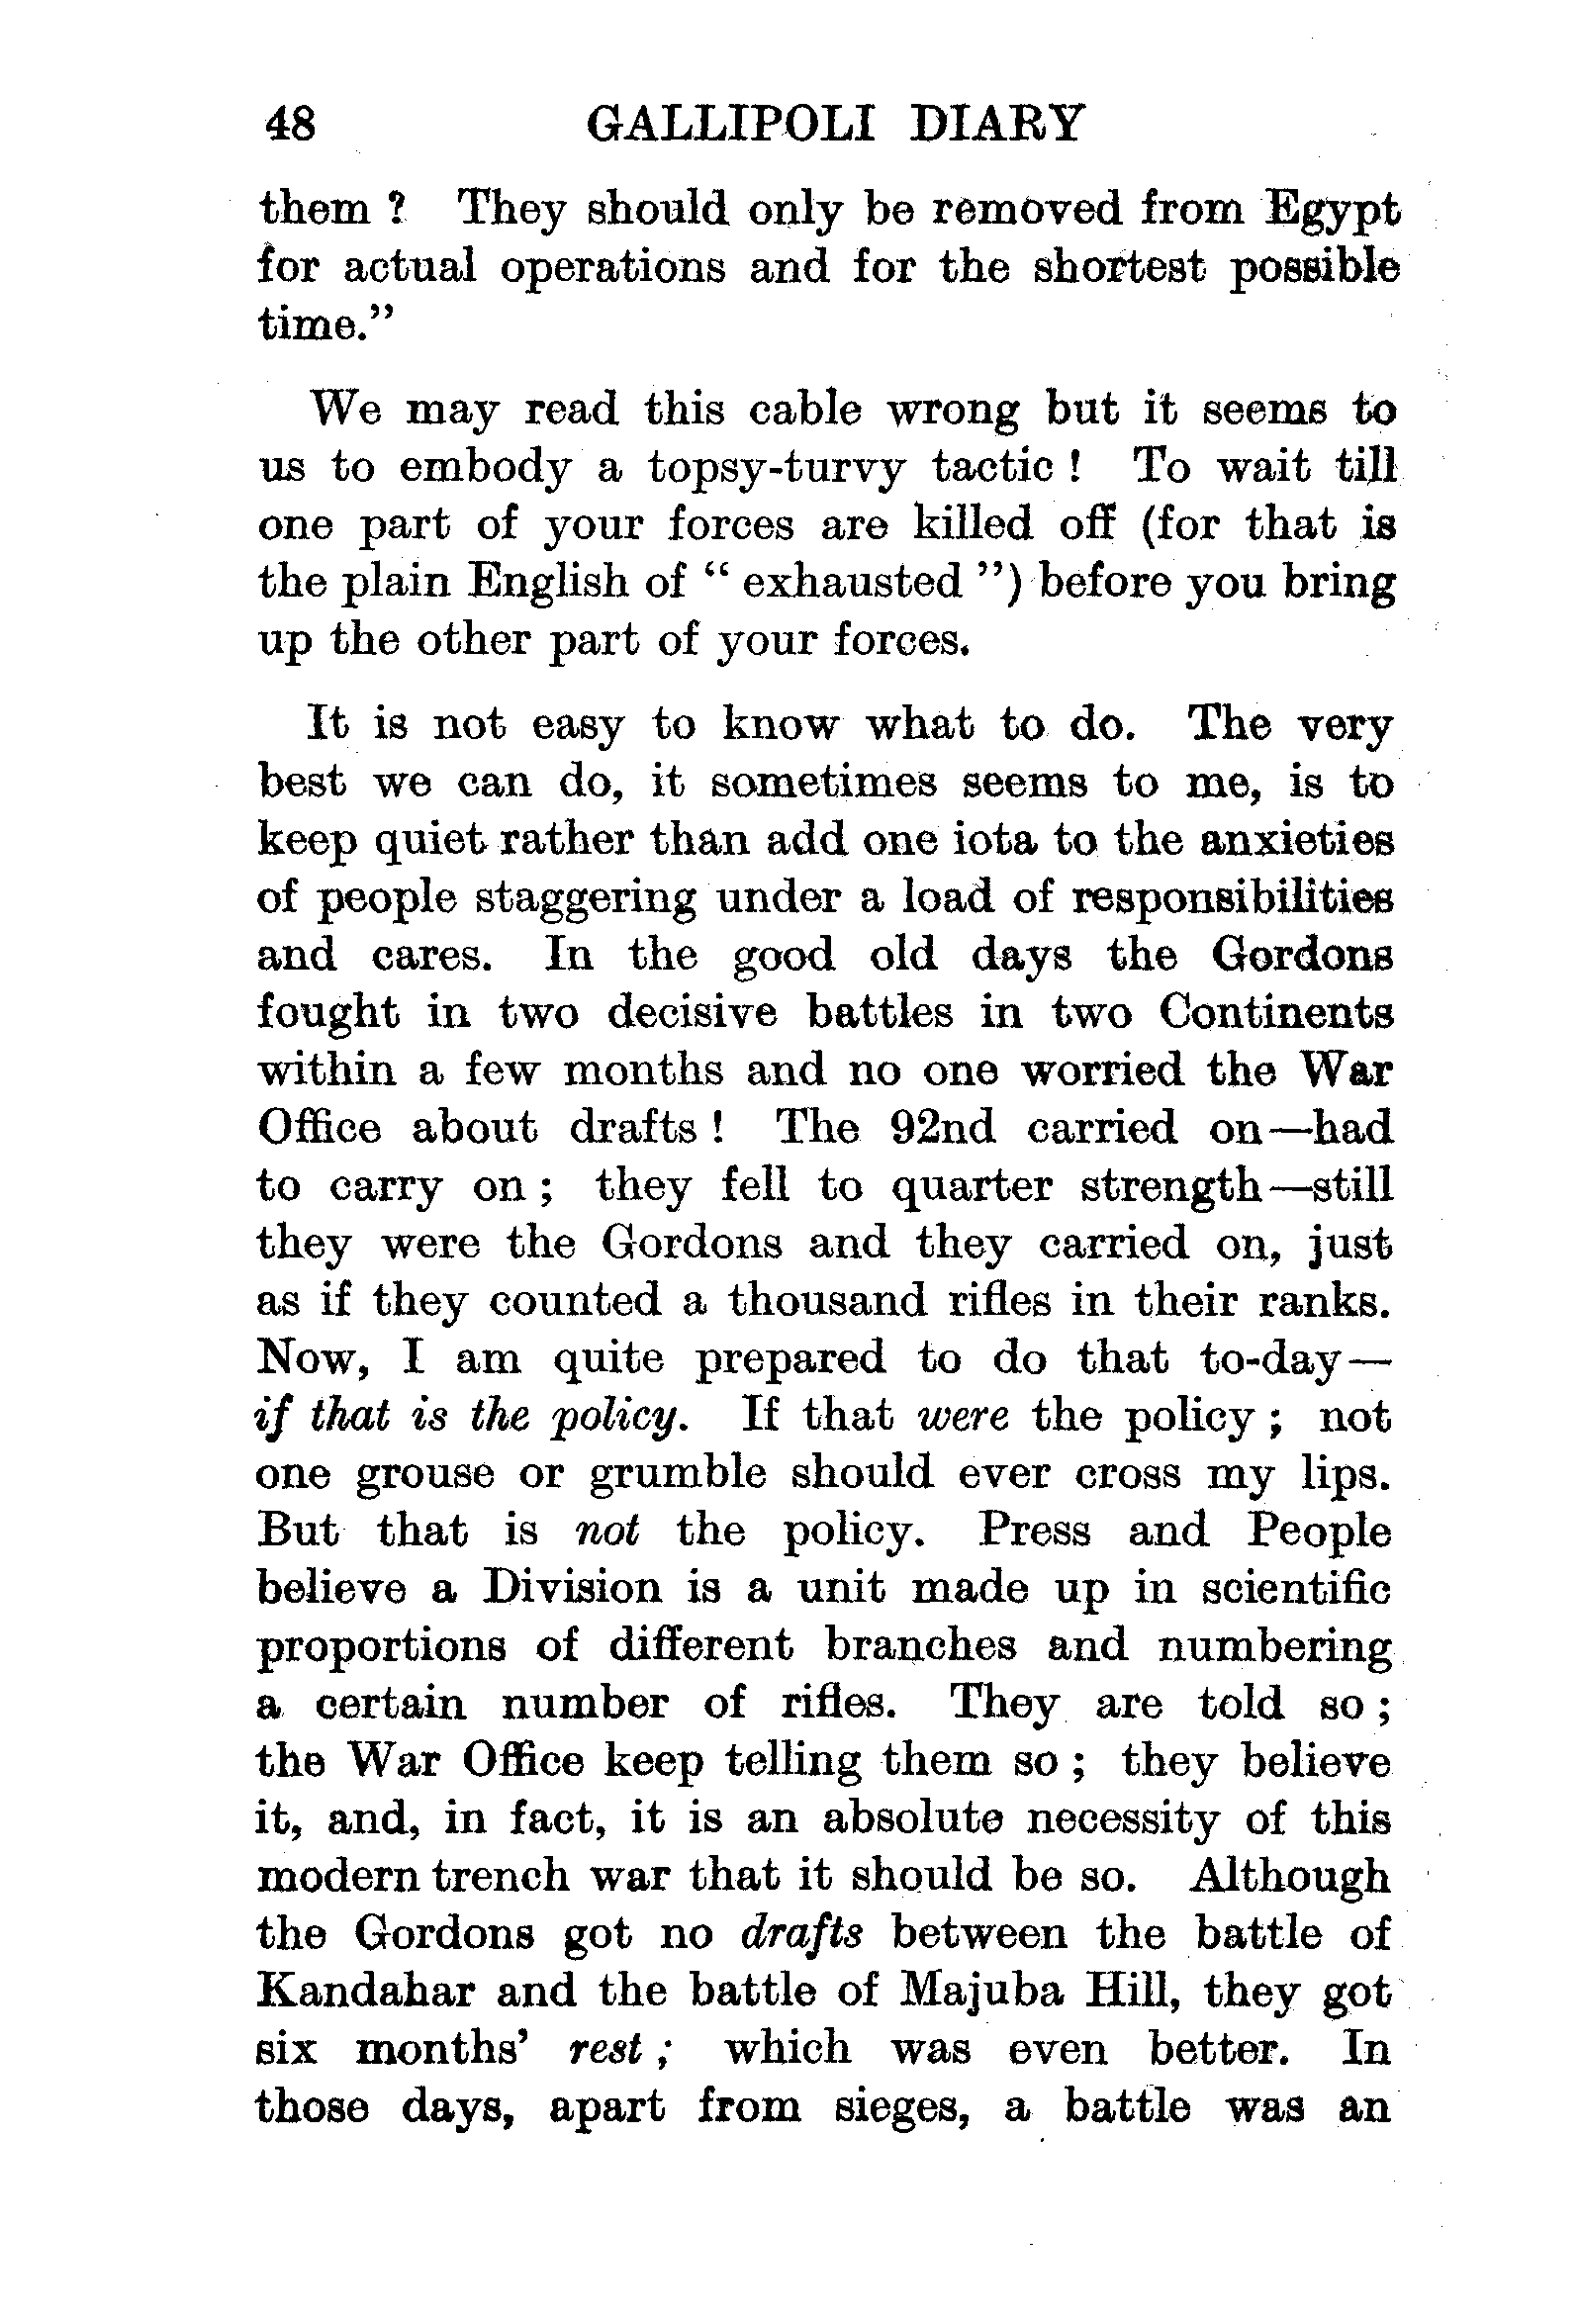 48 GALLIPOLI DIARY
them ? They should only be removed from Egypt
for actual operations and for the shortest possible
time.”
We may read this cable wrong but it seems to
us to embody a topsy-turvy tactic ! To wait till
one part of your forces are killed off (for that is
the plain English of “ exhausted ”) before you bring
up the other part of your forces.
It is not easy to know what to do. The very
best we can do, it sometimes seems to me, is to
keep quiet rather than add one iota to the anxieties
of people staggering under a load of responsibilities
and cares. In the good old days the Gordons
fought in two decisive battles in two Continents
within a few months and no one worried the War
Office about drafts ! The 92nd carried on—had
to carry on ; they fell to quarter strength—still
they were the Gordons and they carried on, just
as if they counted a thousand rifles in their ranks.
Now, I am quite prepared to do that to-day—
if that is the policy. If that were the policy ; not
one grouse or grumble should ever cross my lips.
But that is not the policy. Press and People
believe a Division is a unit made up in scientific
proportions of different branches and numbering
a certain number of rifles. They are told so ;
the War Office keep telling them so ; they believe
it, and, in fact, it is an absolute necessity of this
modern trench war that it should be so. Although
the Gordons got no drafts between the battle of
Kandahar and the battle of Majuba Hill, they got
six months’ rest ; which was even better. In
those days, apart from sieges, a battle was an